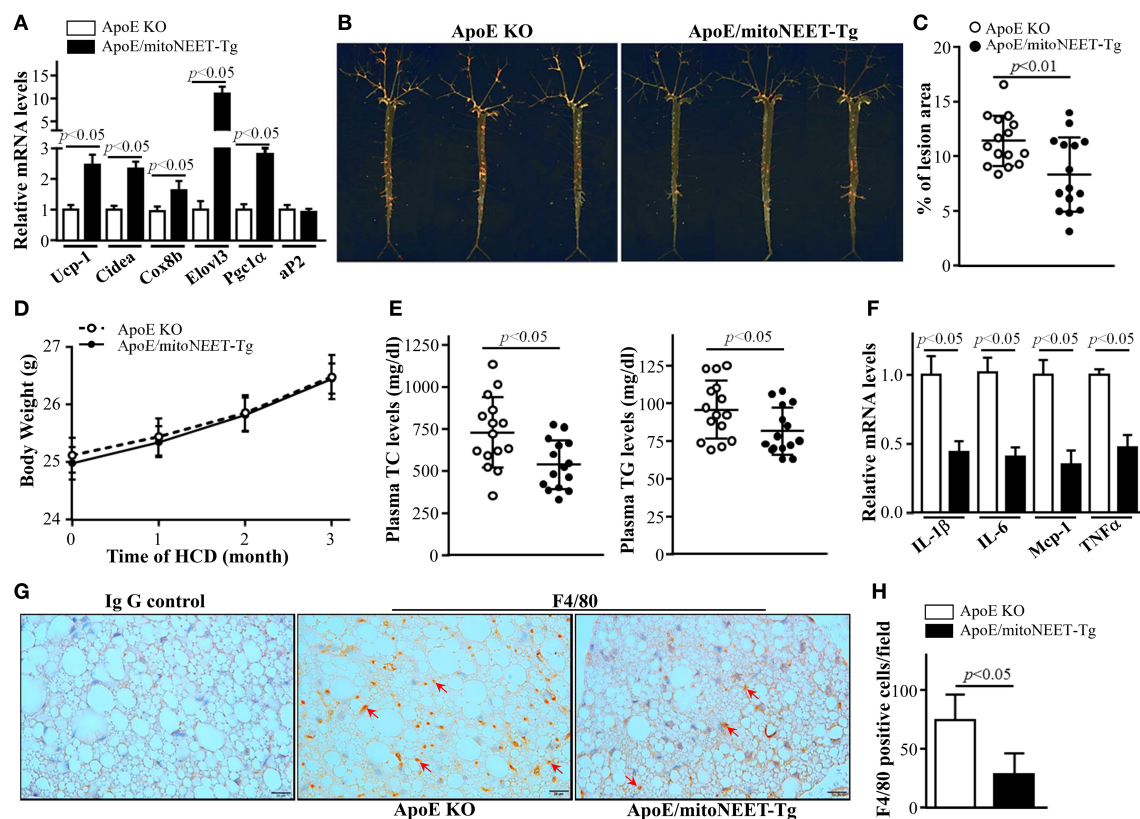 A
ApoE KO
ApoE/mitoNEET-Tg
Relative mRNA levels
15
10
5
3
2
1
0
p<0.05
p<0.05
p<0.05
p<0.05
p<0.05
Ucp-1
Cidea
Cox8b
Elovl3
Pgc1α
aP2
B
ApoE KO
ApoE/mitoNEET-Tg
C
ApoE KO
ApoE/mitoNEET-Tg
p<0.01
% of lesion area
20
15
10
5
0
D
ApoE KO
ApoE/mitoNEET-Tg
Body Weight (g)
27
26
25
24
0
1
2
3
Time of HCD (month)
E
p<0.05
Plasma TC levels (mg/dl)
1250
1000
750
500
250
0
p<0.05
Plasma TG levels (mg/dl)
125
100
75
50
25
0
F
p<0.05
p<0.05
p<0.05
p<0.05
Relative mRNA levels
1.0
0.5
0.0
IL-1β
IL-6
Mcp-1
TNFα
G
Ig G control
F4/80
ApoE KO
ApoE/mitoNEET-Tg
H
ApoE KO
ApoE/mitoNEET-Tg
p<0.05
F4/80 positive cells/field
100
50
0